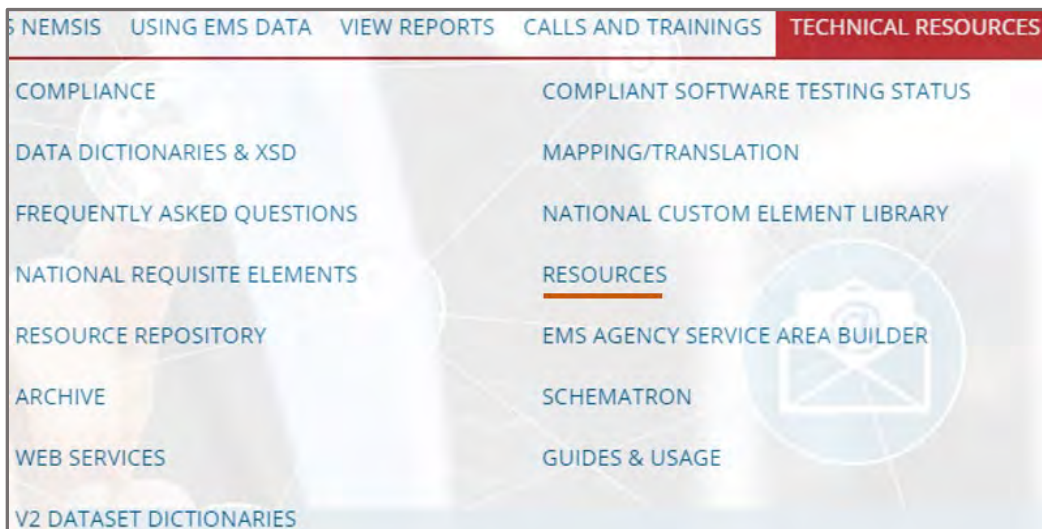 NEMSIS USING EMS DATA VIEW REPORTS CALLS AND TRAININGS TECHNICAL RESOURCES
COMPLIANCE
DATA DICTIONARIES & XSD
FREQUENTLY ASKED QUESTIONS
NATIONAL REQUISITE ELEMENTS
RESOURCE REPOSITORY
ARCHIVE
WEB SERVICES
V2 DATASET DICTIONARIES
COMPLIANT SOFTWARE TESTING STATUS
MAPPING/TRANSLATION
NATIONAL CUSTOM ELEMENT LIBRARY
RESOURCES
EMS AGENCY SERVICE AREA BUILDER
SCHEMATRON
GUIDES & USAGE